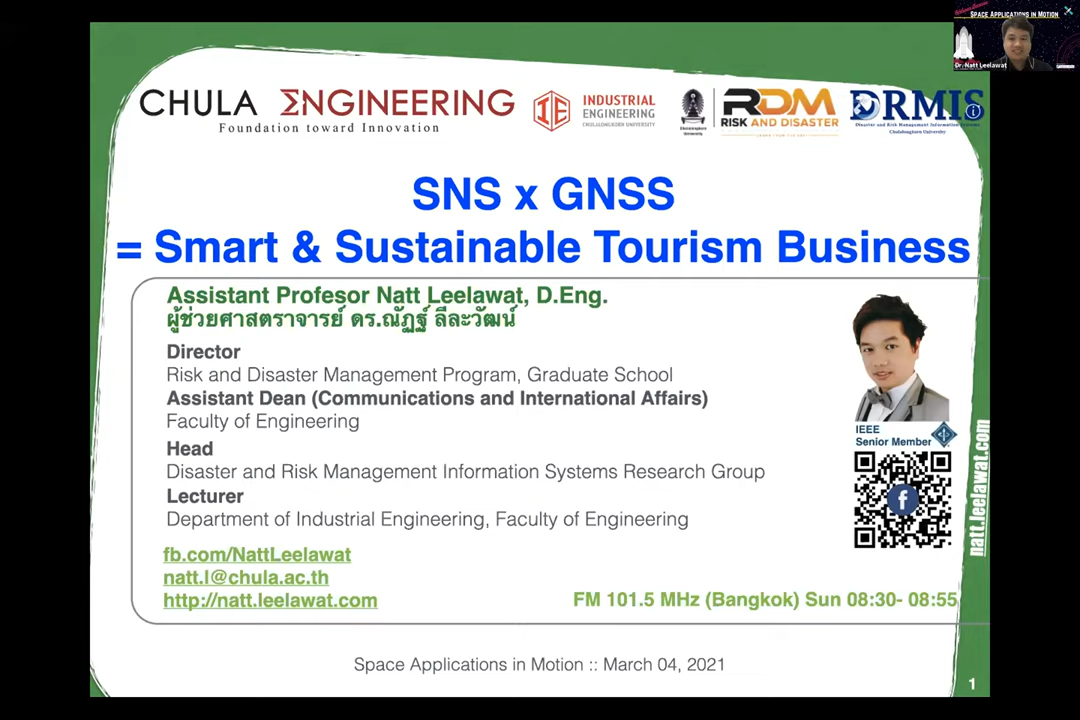 SPACE APPLICATIONS IN MOTION
Dr. Natt Leelawat
CHULA ΣNGINEERING
Foundation toward Innovation
IE
INDUSTRIAL
ENGINEERING
CHULALONGKORN UNIVERSITY
RDM
RISK AND DISASTER
DRMIS
Disaster and Risk Management Information Systems
Chulalongkorn University
SNS x GNSS
= Smart & Sustainable Tourism Business
Assistant Profesor Natt Leelawat, D.Eng.
ผู้ช่วยศาสตราจารย์ ดร.ณัฏฐ์ ลีละวัฒน์
Director
Risk and Disaster Management Program, Graduate School
Assistant Dean (Communications and International Affairs)
Faculty of Engineering
Head
Disaster and Risk Management Information Systems Research Group
Lecturer
Department of Industrial Engineering, Faculty of Engineering
IEEE
Senior Member
natt.leelawat.com
fb.com/NattLeelawat
natt.l@chula.ac.th
http://natt.leelawat.com
FM 101.5 MHz (Bangkok) Sun 08:30- 08:55
Space Applications in Motion :: March 04, 2021
1